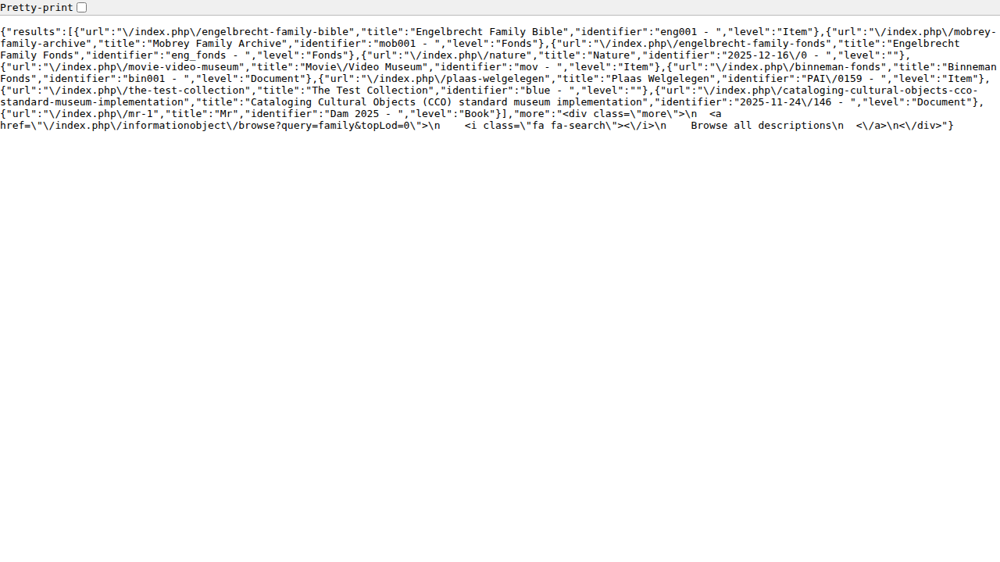 Pretty-print
{"results":[{"url":"\/index.php\/engelbrecht-family-bible","title":"Engelbrecht Family Bible","identifier":"eng001 - ","level":"Item"},{"url":"\/index.php\/mobrey-
family-archive","title":"Mobrey Family Archive","identifier":"mob001 - ","level":"Fonds"},{"url":"\/index.php\/engelbrecht-family-fonds","title":"Engelbrecht
Family Fonds","identifier":"eng_fonds - ","level":"Fonds"},{"url":"\/index.php\/nature","title":"Nature","identifier":"2025-12-16\/0 - ","level":""},
{"url":"\/index.php\/movie-video-museum","title":"Movie\/Video Museum","identifier":"mov - ","level":"Item"},{"url":"\/index.php\/binneman-fonds","title":"Binneman
Fonds","identifier":"bin001 - ","level":"Document"},{"url":"\/index.php\/plaas-welgelegen","title":"Plaas Welgelegen","identifier":"PAI\/0159 - ","level":"Item"},
{"url":"\/index.php\/the-test-collection","title":"The Test Collection","identifier":"blue - ","level":""},{"url":"\/index.php\/cataloging-cultural-objects-cco-
standard-museum-implementation","title":"Cataloging Cultural Objects (CCO) standard museum implementation","identifier":"2025-11-24\/146 - ","level":"Document"},
{"url":"\/index.php\/mr-1","title":"Mr","identifier":"Dam 2025 - ","level":"Book"}],"more":"<div class=\"more\">\n  <a
href=\"\/index.php\/informationobject\/browse?query=family&topLod=0\">\n    <i class=\"fa fa-search\"><\/i>\n    Browse all descriptions\n  <\/a>\n<\/div>"}